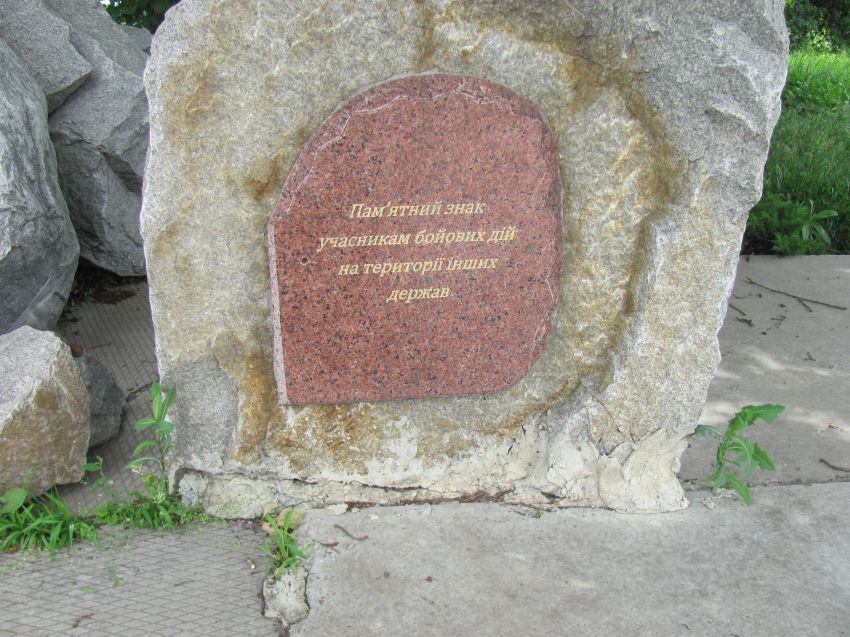 Пам'ятний знак
учасникам бойових дій
на території інших
держав